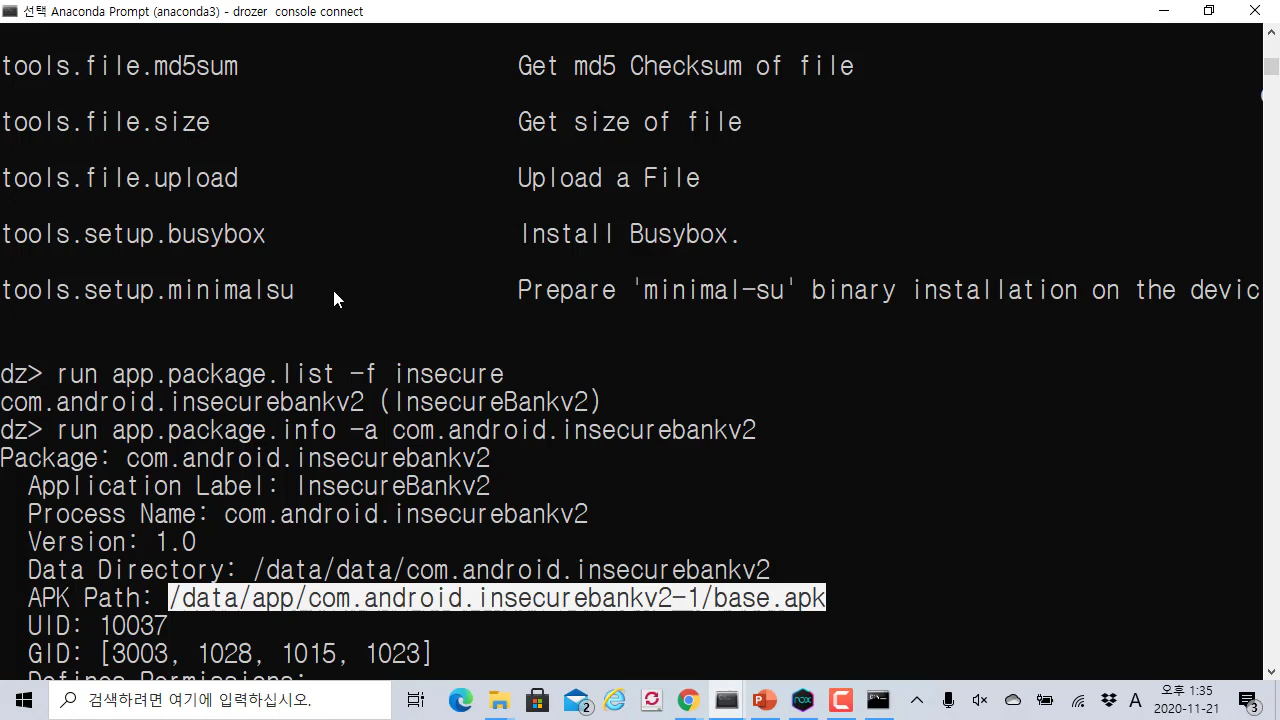 선택 Anaconda Prompt (anaconda3) - drozer  console connect
tools.file.md5sum Get md5 Checksum of file
tools.file.size Get size of file
tools.file.upload Upload a File
tools.setup.busybox Install Busybox.
tools.setup.minimalsu Prepare 'minimal-su' binary installation on the devic
dz> run app.package.list -f insecure
com.android.insecurebankv2 (InsecureBankv2)
dz> run app.package.info -a com.android.insecurebankv2
Package: com.android.insecurebankv2
Application Label: InsecureBankv2
Process Name: com.android.insecurebankv2
Version: 1.0
Data Directory: /data/data/com.android.insecurebankv2
APK Path: /data/app/com.android.insecurebankv2-1/base.apk
UID: 10037
GID: [3003, 1028, 1015, 1023]
Defines Permissions:
검색하려면 여기에 입력하십시오.
2
rox
A
오후 1:35
2020-11-21
3